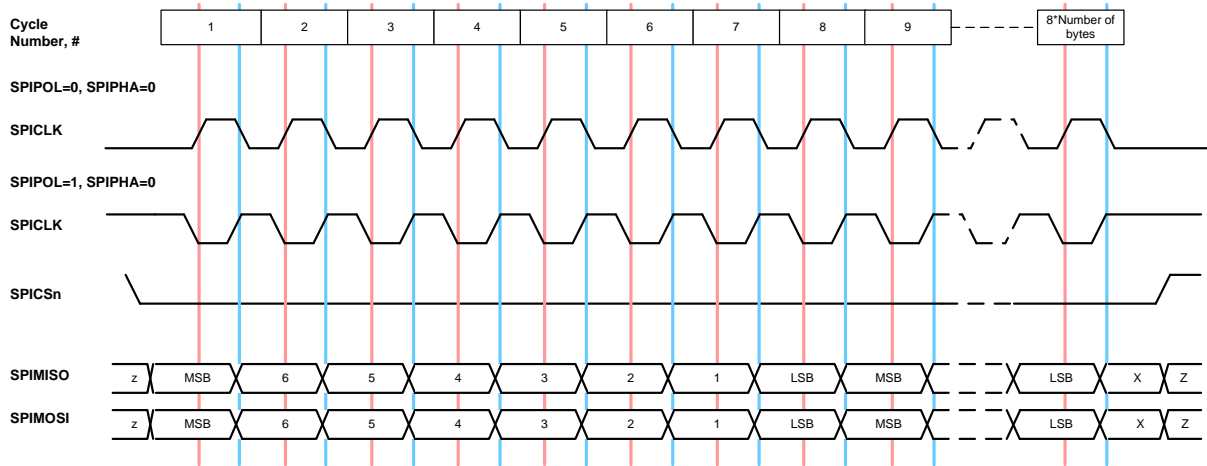 Cycle
Number, #
1 2 3 4 5 6 7 8 9
8*Number of
bytes
SPIPOL=0, SPIPHA=0
SPICLK
SPIPOL=1, SPIPHA=0
SPICLK
SPICSn
SPIMISO z MSB 6 5 4 3 2 1 LSB MSB LSB X Z
SPIMOSI z MSB 6 5 4 3 2 1 LSB MSB LSB X Z